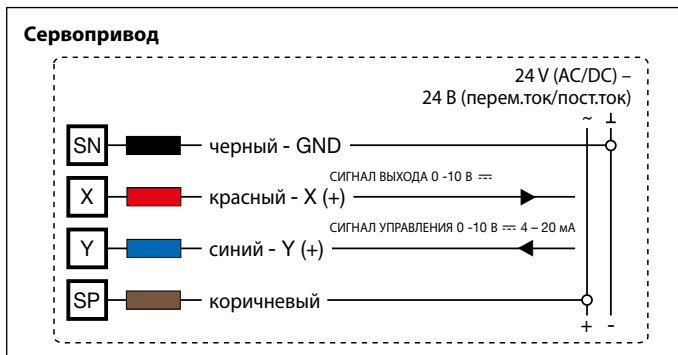 Сервопривод
24 V (AC/DC) –
24 В (перем.ток/пост.ток)
~ ⊥
SN черный - GND
СИГНАЛ ВЫХОДА 0 -10 В ⎓
X красный - X (+)
СИГНАЛ УПРАВЛЕНИЯ 0 -10 В ⎓ 4 – 20 мА
Y синий - Y (+)
SP коричневый
+ -